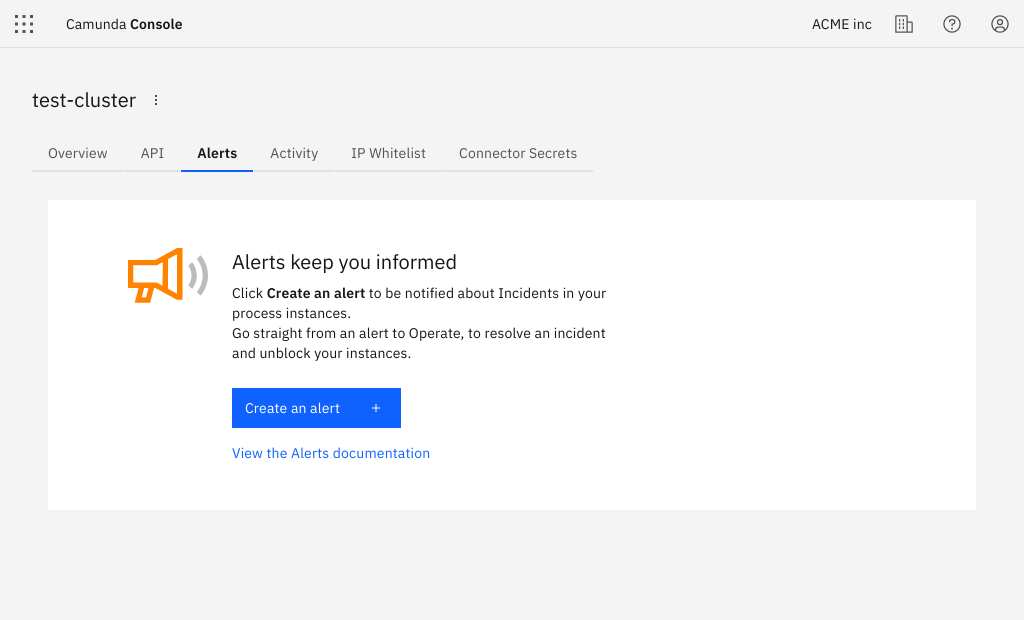 Camunda Console
ACME inc
test-cluster
Overview
API
Alerts
Activity
IP Whitelist
Connector Secrets
Alerts keep you informed
Click Create an alert to be notified about Incidents in your
process instances.
Go straight from an alert to Operate, to resolve an incident
and unblock your instances.
Create an alert +
View the Alerts documentation